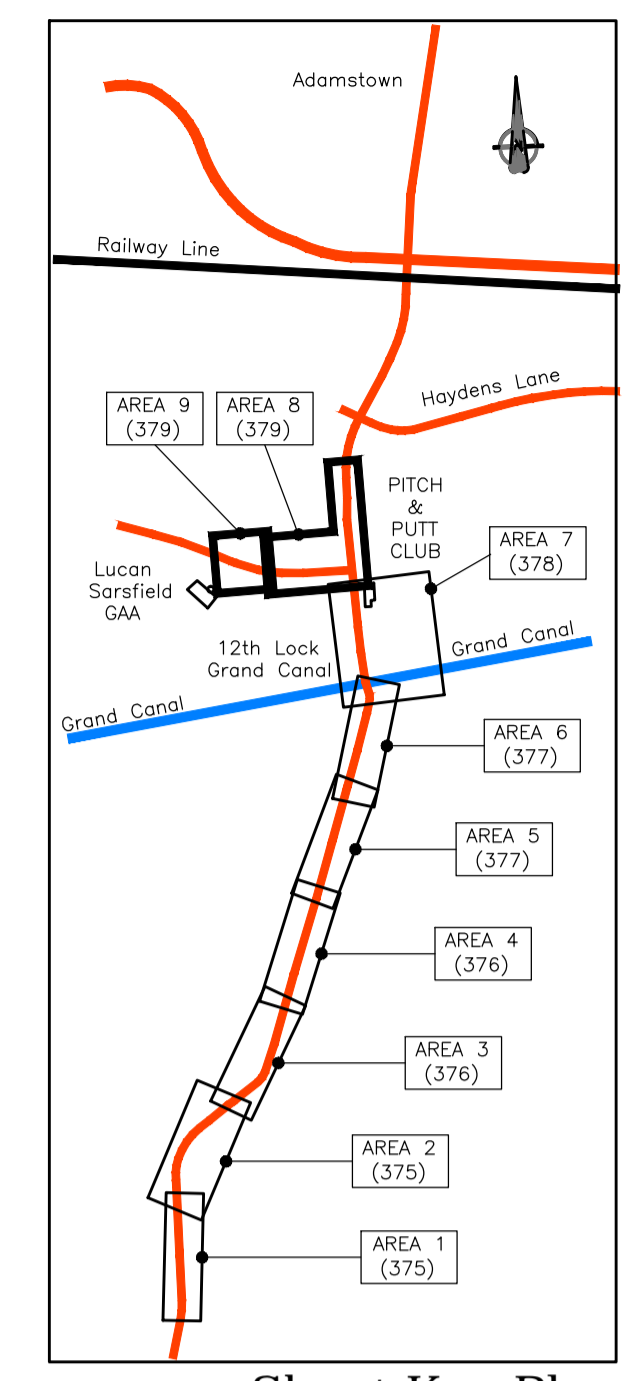 Adamstown
Railway Line
Haydens Lane
AREA 9
(379)
AREA 8
(379)
PITCH
&
PUTT
CLUB
AREA 7
(378)
Lucan
Sarsfield
GAA
12th Lock
Grand Canal
Grand Canal
Grand Canal
AREA 6
(377)
AREA 5
(377)
AREA 4
(376)
AREA 3
(376)
AREA 2
(375)
AREA 1
(375)